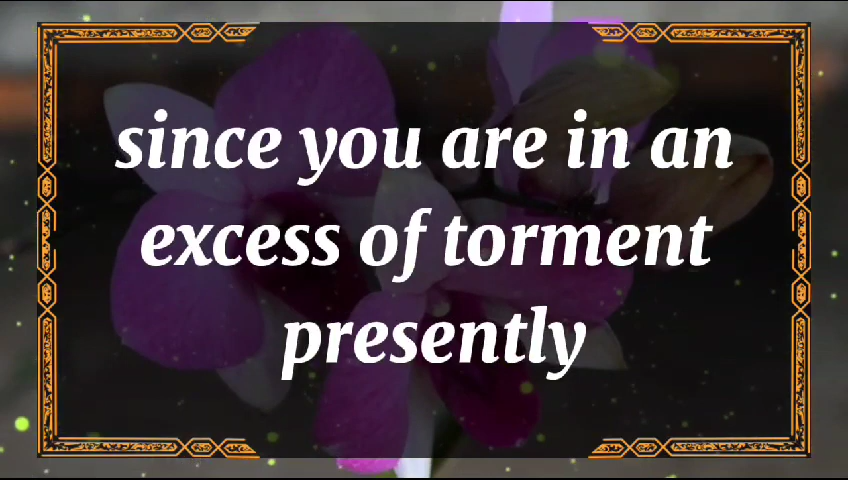 since you are in an
excess of torment
presently